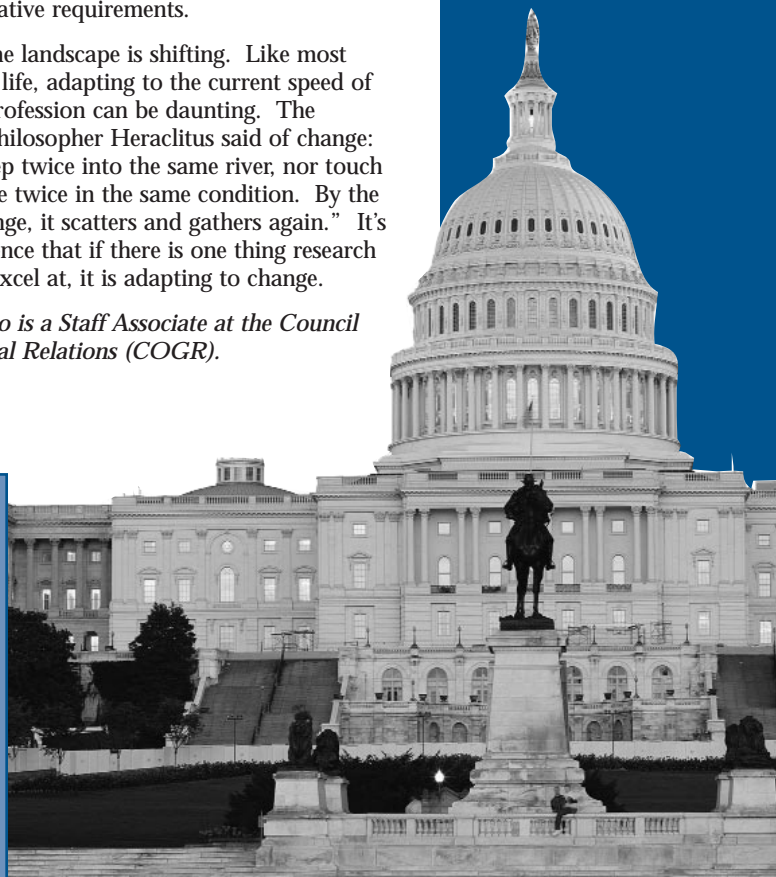 ative requirements.
ne landscape is shifting. Like most
life, adapting to the current speed of
rofession can be daunting. The
hilosopher Heraclitus said of change:
ep twice into the same river, nor touch
e twice in the same condition. By the
nge, it scatters and gathers again.” It’s
nce that if there is one thing research
xcel at, it is adapting to change.
o is a Staff Associate at the Council
al Relations (COGR).